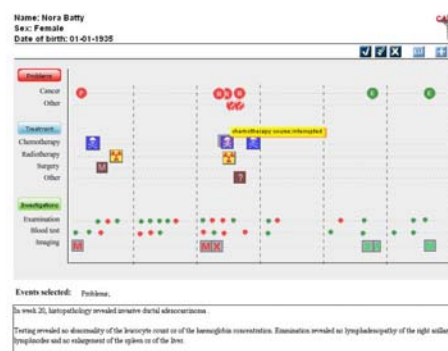 Name: Nora Batty
Sex: Female
Date of birth: 01-01-1935
Problems
Cancer
Other
Treatment
Chemotherapy
Radiotherapy
Surgery
Other
chemotherapy course interrupted
M
?
Investigations
Examination
Blood test
Imaging
M
M X
Events selected: Problems;
In week 20, histopathology revealed invasive ductal adenocarcinoma .
Testing revealed no abnormality of the leucocyte count or of the haemoglobin concentration. Examination revealed no lymphadenopathy of the right axillary
lymphnodes and no enlargement of the spleen or of the liver.